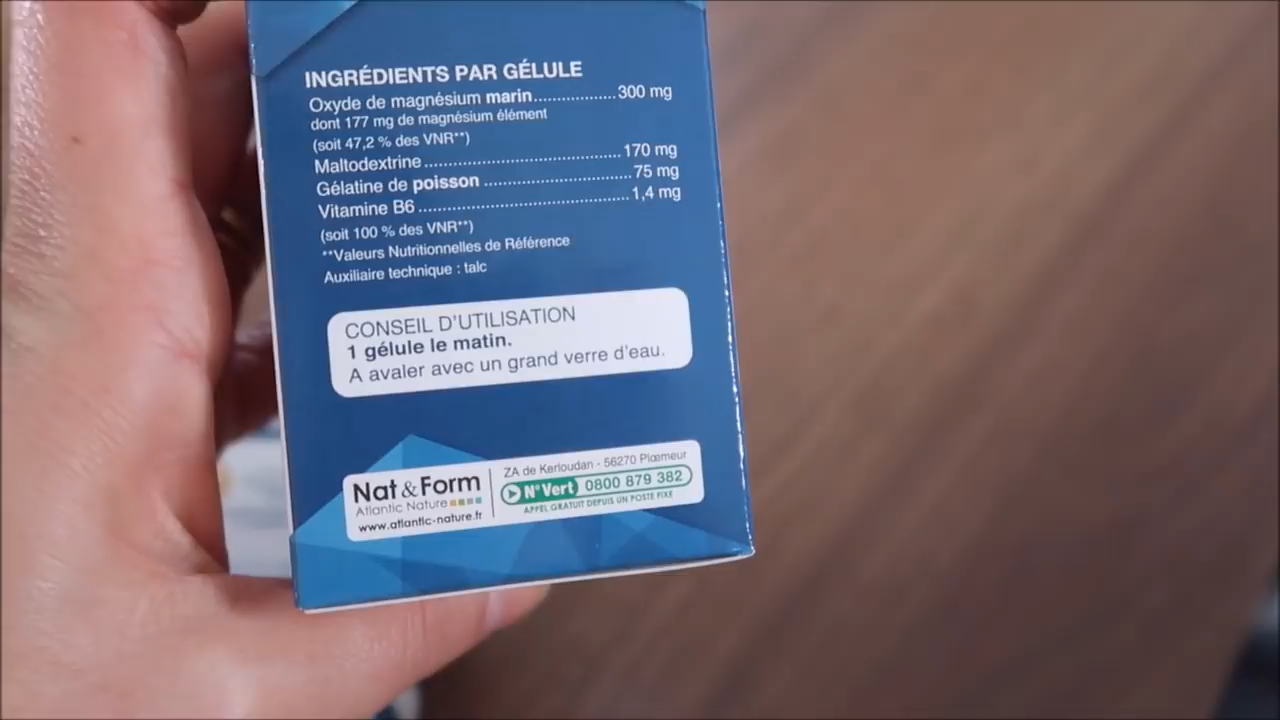 INGRÉDIENTS PAR GÉLULE
Oxyde de magnésium marin................300 mg
dont 177 mg de magnésium élément
(soit 47,2 % des VNR**)
Maltodextrine.......................................170 mg
Gélatine de poisson.............................75 mg
Vitamine B6..........................................1,4 mg
(soit 100 % des VNR**)
**Valeurs Nutritionnelles de Référence
Auxiliaire technique : talc
CONSEIL D'UTILISATION
1 gélule le matin.
A avaler avec un grand verre d'eau.
Nat&Form
Atlantic Nature
www.atlantic-nature.fr
ZA de Kerloudan - 56270 Plœmeur
N°Vert 0800 879 382
APPEL GRATUIT DEPUIS UN POSTE FIXE